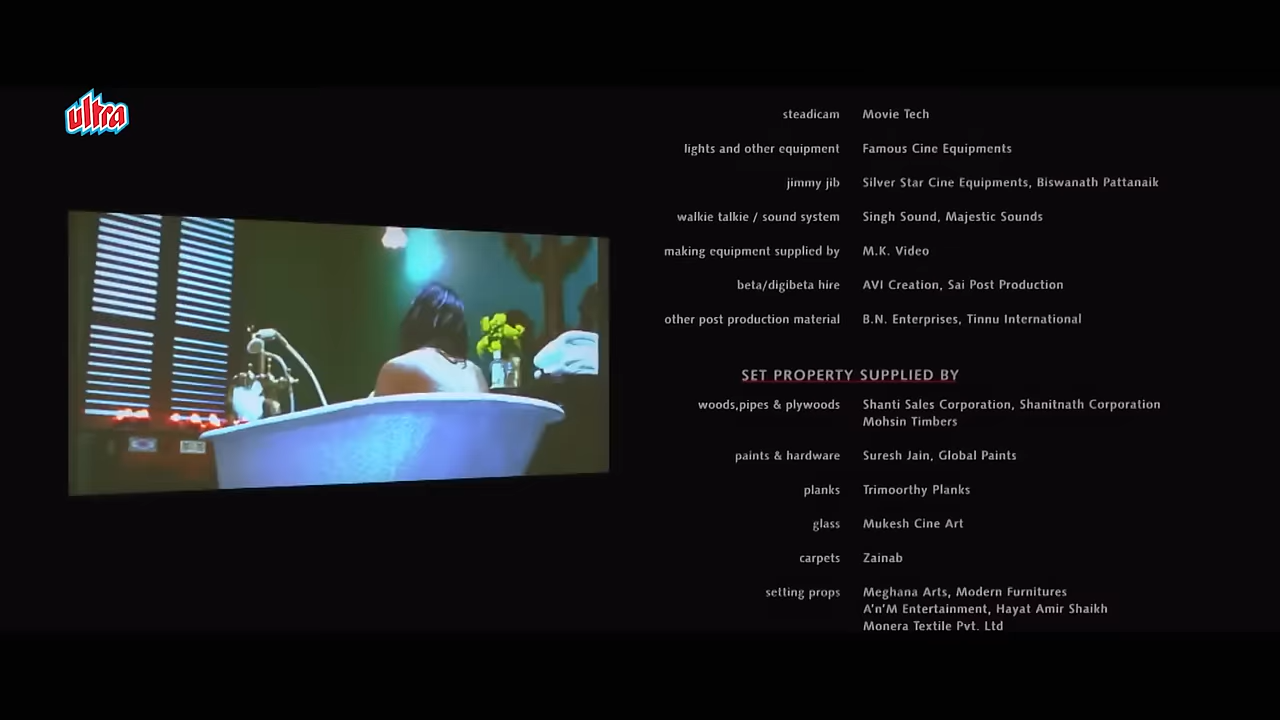 ultra
steadicam Movie Tech
lights and other equipment Famous Cine Equipments
jimmy jib Silver Star Cine Equipments, Biswanath Pattanaik
walkie talkie / sound system Singh Sound, Majestic Sounds
making equipment supplied by M.K. Video
beta/digibeta hire AVI Creation, Sai Post Production
other post production material B.N. Enterprises, Tinnu International
SET PROPERTY SUPPLIED BY
woods,pipes & plywoods Shanti Sales Corporation, Shanitnath Corporation
Mohsin Timbers
paints & hardware Suresh Jain, Global Paints
planks Trimoorthy Planks
glass Mukesh Cine Art
carpets Zainab
setting props Meghana Arts, Modern Furnitures
A'n'M Entertainment, Hayat Amir Shaikh
Monera Textile Pvt. Ltd